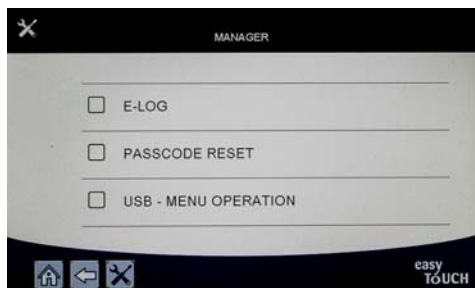 MANAGER
E-LOG
PASSCODE RESET
USB - MENU OPERATION
easy
TOUCH